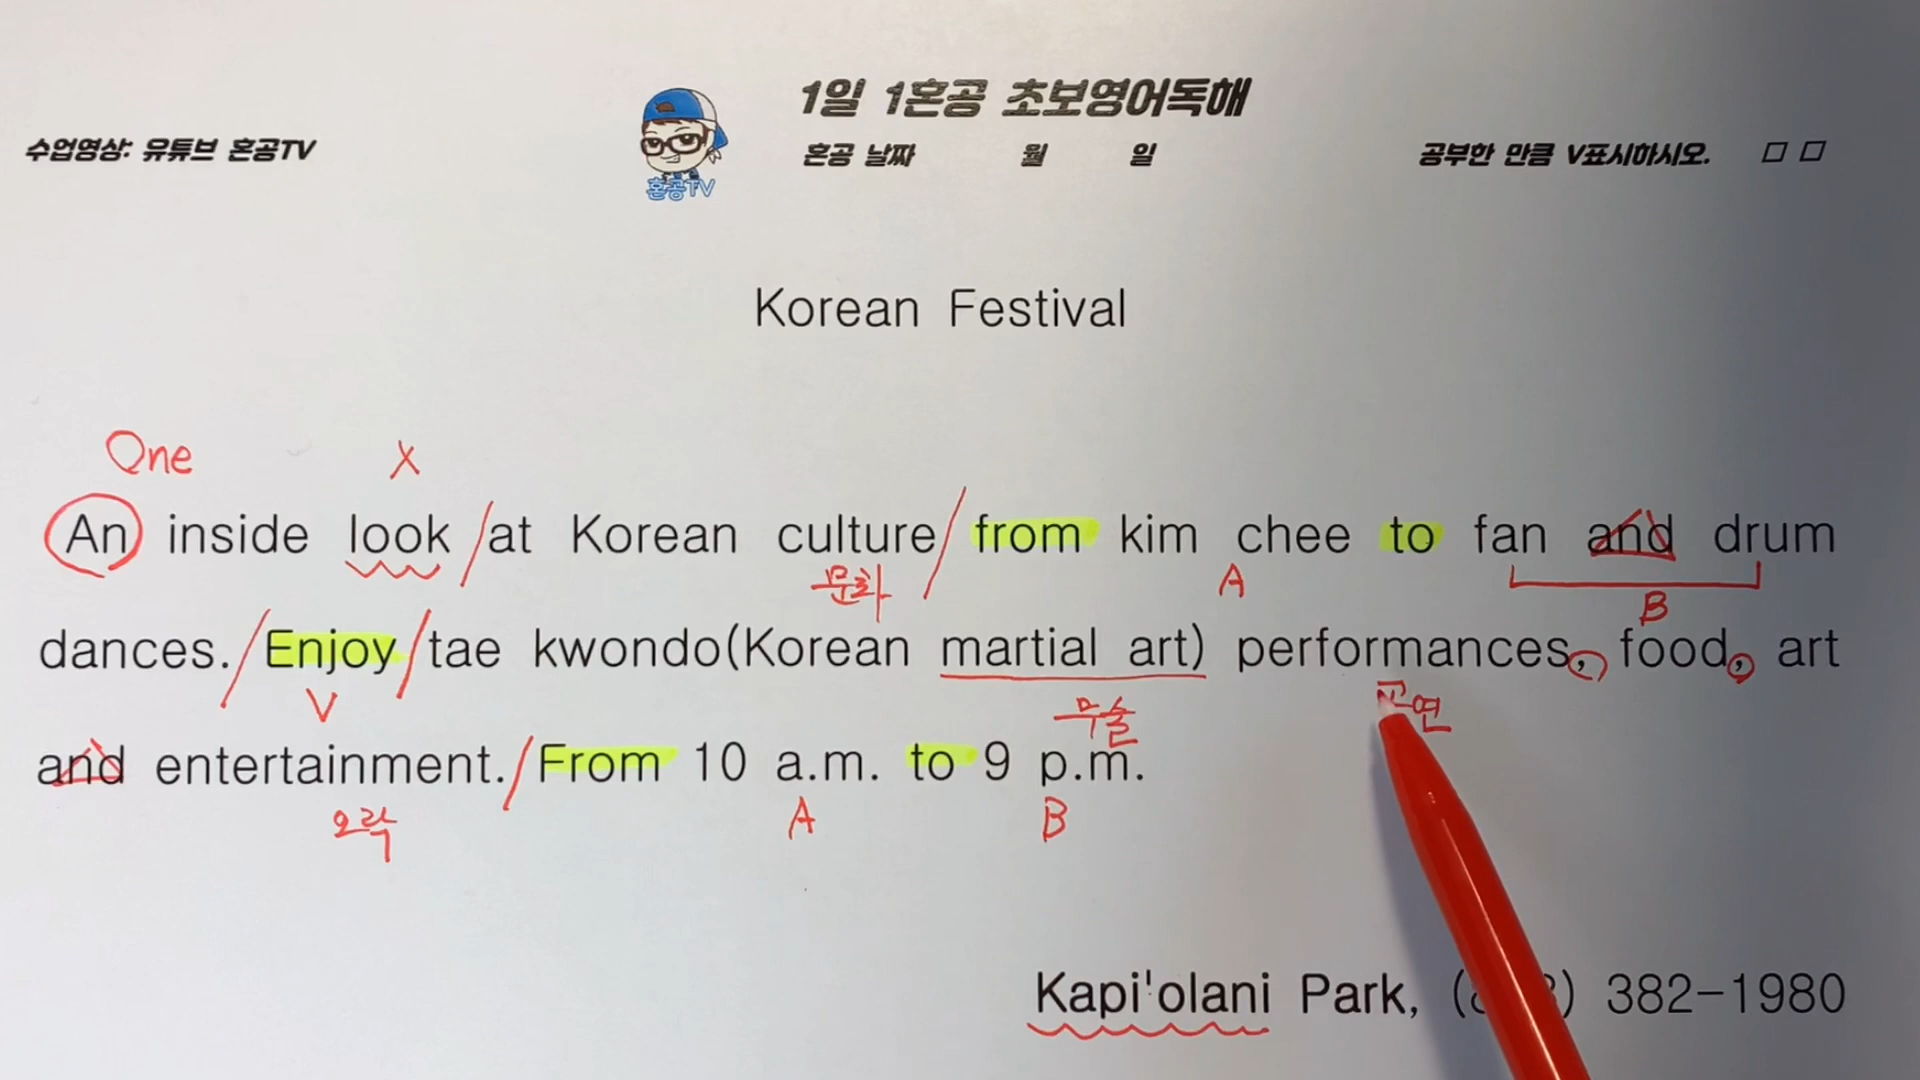 1일 1혼공 초보영어독해
수업영상: 유튜브 혼공TV
혼공TV
혼공 날짜 월 일
공부한 만큼 V표시하시오. □ □
Korean Festival
One X
An inside look / at Korean culture / from kim chee to fan and drum
문화 A B
dances. / Enjoy / tae kwondo(Korean martial art) performances, food, art
V 무술 공연
and entertainment. / From 10 a.m. to 9 p.m.
오락 A B
Kapi'olani Park, ( ) 382-1980